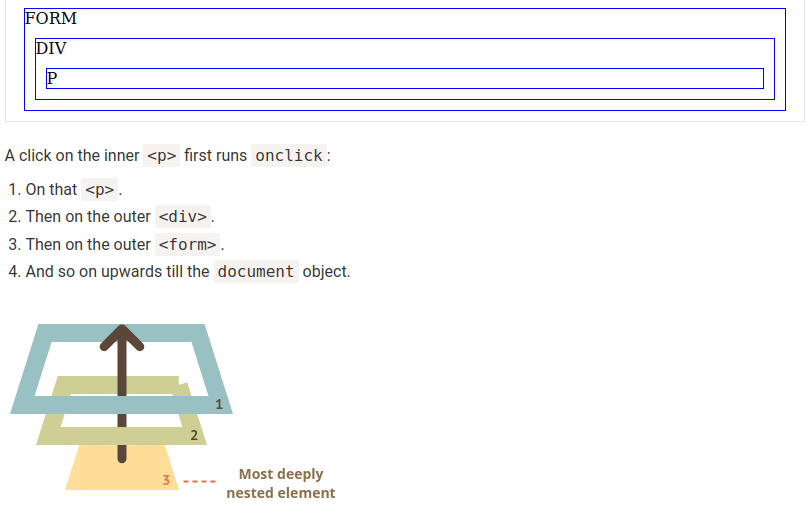 FORM
DIV
P
A click on the inner <p> first runs onclick:
1. On that <p>.
2. Then on the outer <div>.
3. Then on the outer <form>.
4. And so on upwards till the document object.
1
2
3
Most deeply
nested element